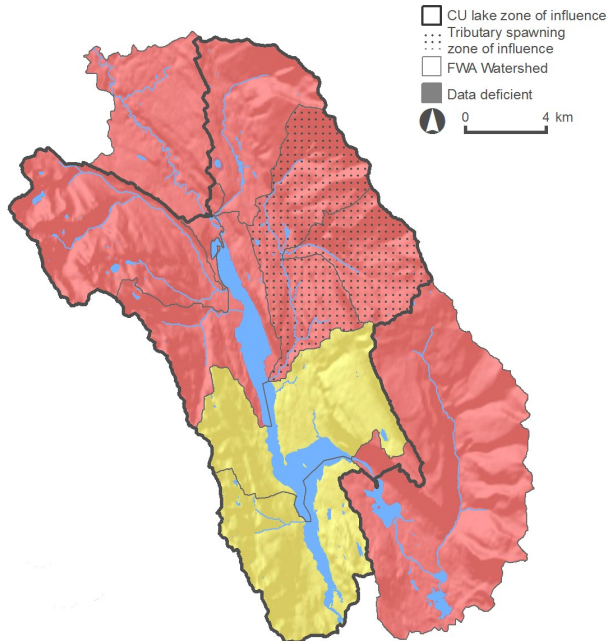 CU lake zone of influence
Tributary spawning
zone of influence
FWA Watershed
Data deficient
0 4 km